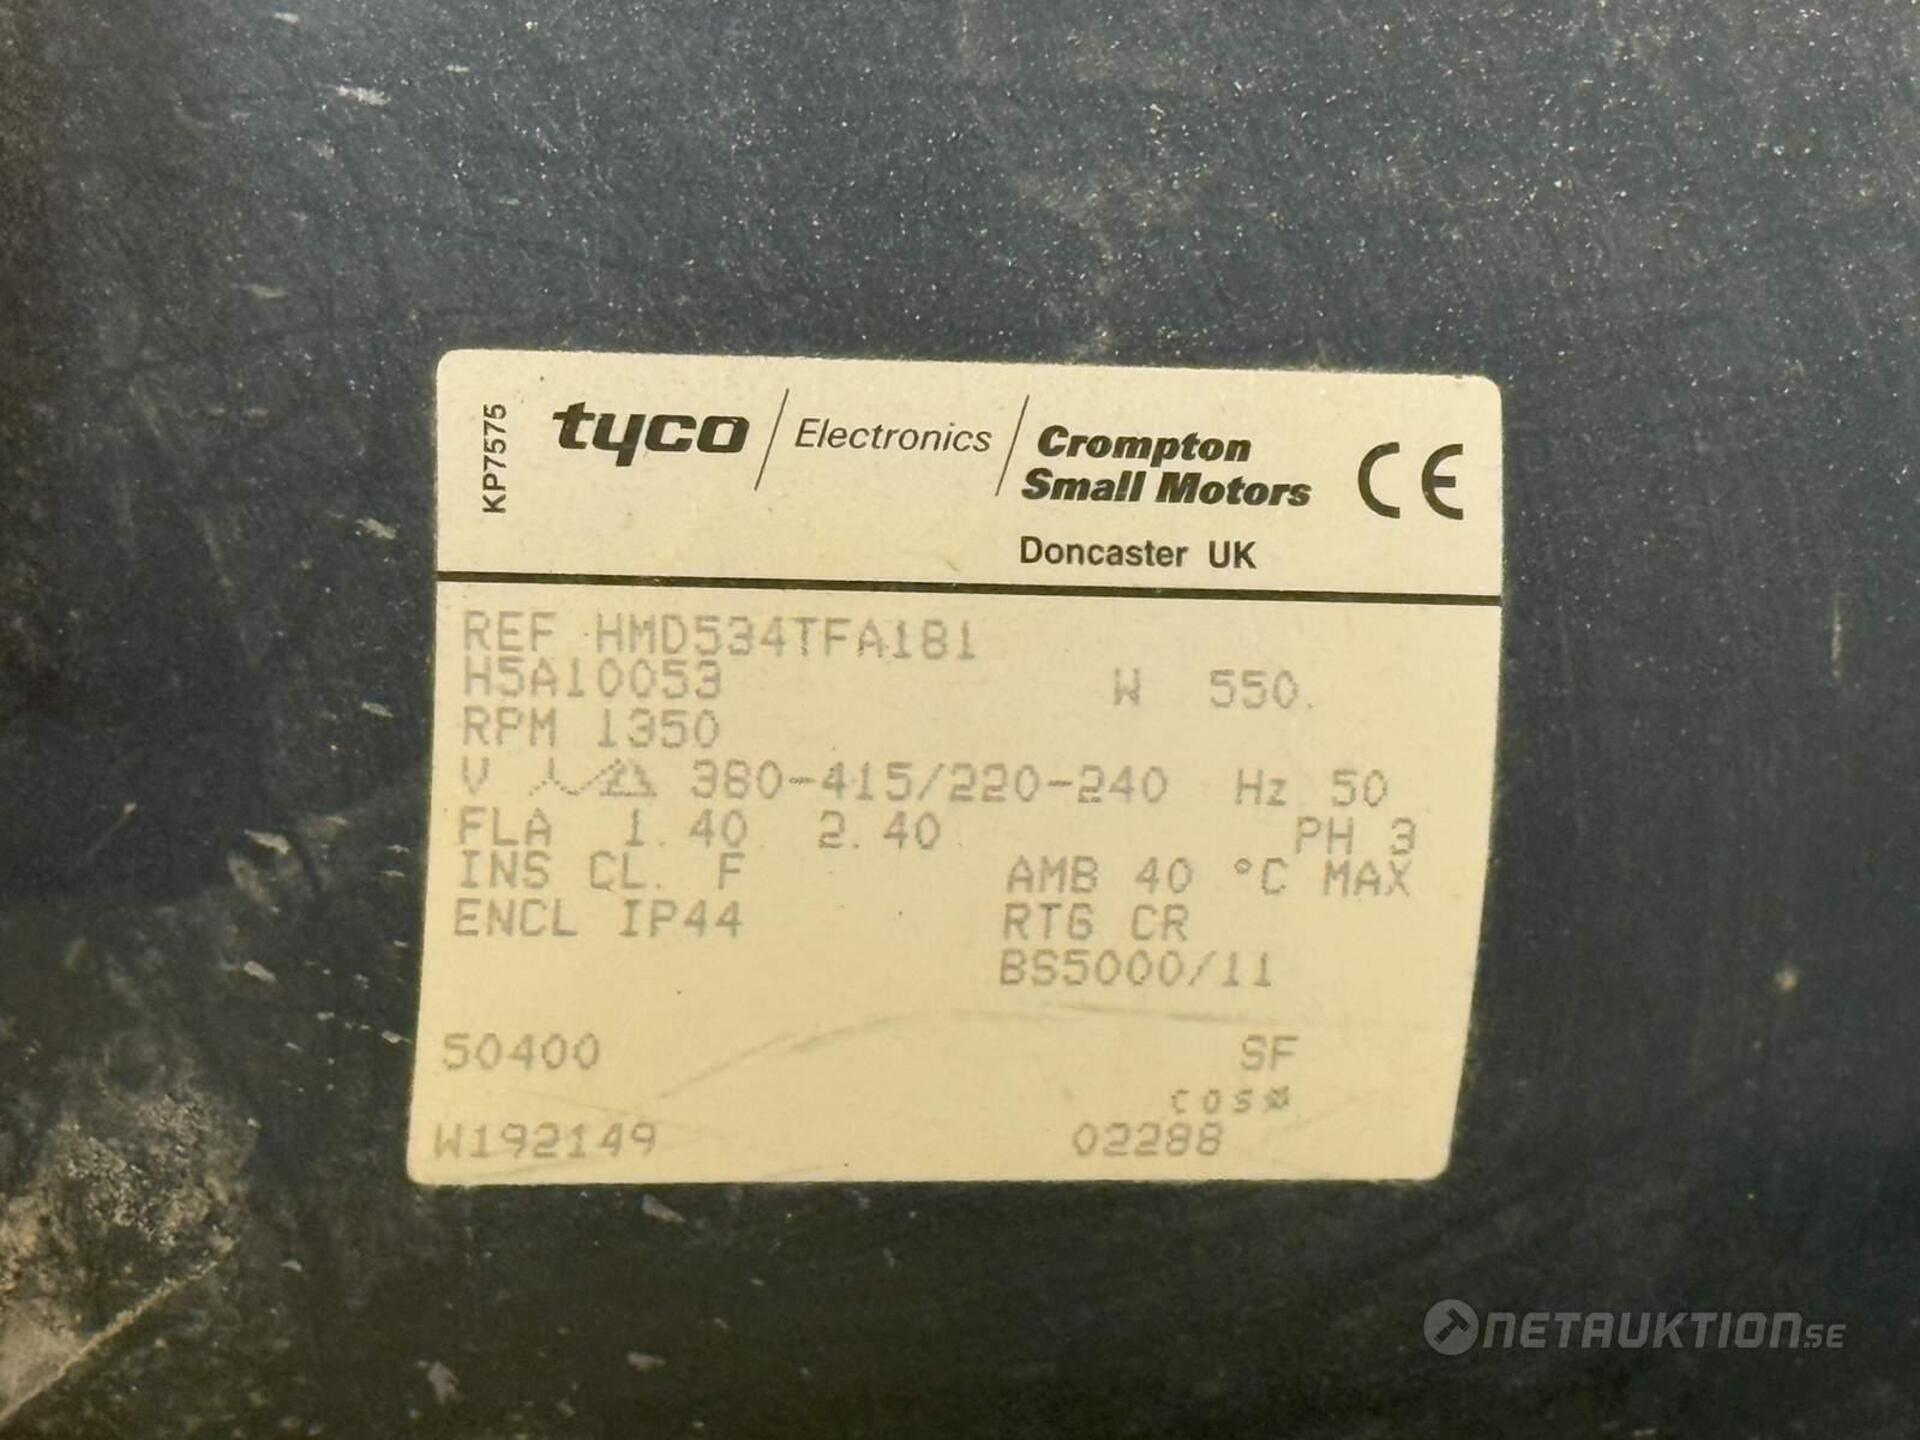 KP7575
tyco / Electronics / Crompton
Small Motors
CE
Doncaster UK
REF HMD534TFA181
H5A10053 W 550.
RPM 1350
V 380-415/220-240 Hz 50
FLA 1.40 2.40 PH 3
INS CL. F AMB 40 °C MAX
ENCL IP44 RTG CR
BS5000/11
50400 SF
cosø
W192149 02288
NETAUKTION.SE